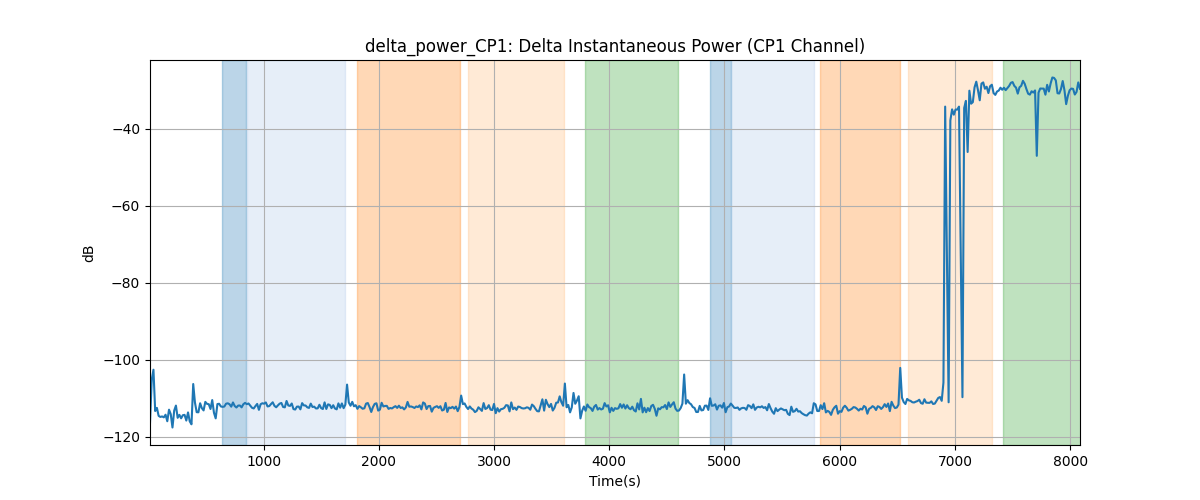 delta_power_CP1: Delta Instantaneous Power (CP1 Channel)
dB
−40
−60
−80
−100
−120
1000 2000 3000 4000 5000 6000 7000 8000
Time(s)